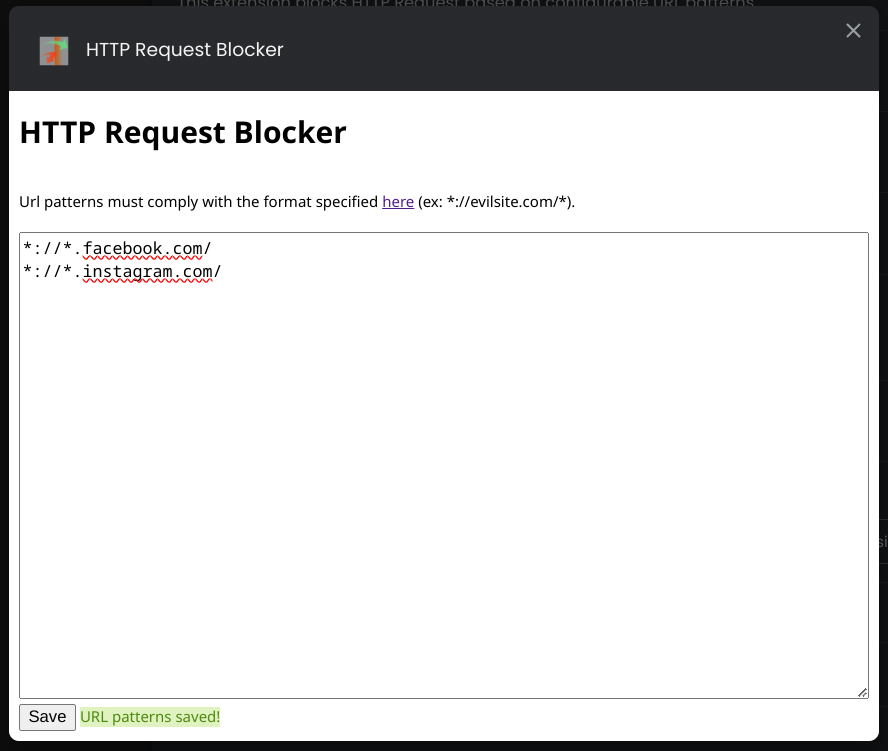 This extension blocks HTTP Request based on configurable URL patterns
HTTP Request Blocker
HTTP Request Blocker
Url patterns must comply with the format specified here (ex: *://evilsite.com/*).
*://*.facebook.com/
*://*.instagram.com/
Save URL patterns saved!